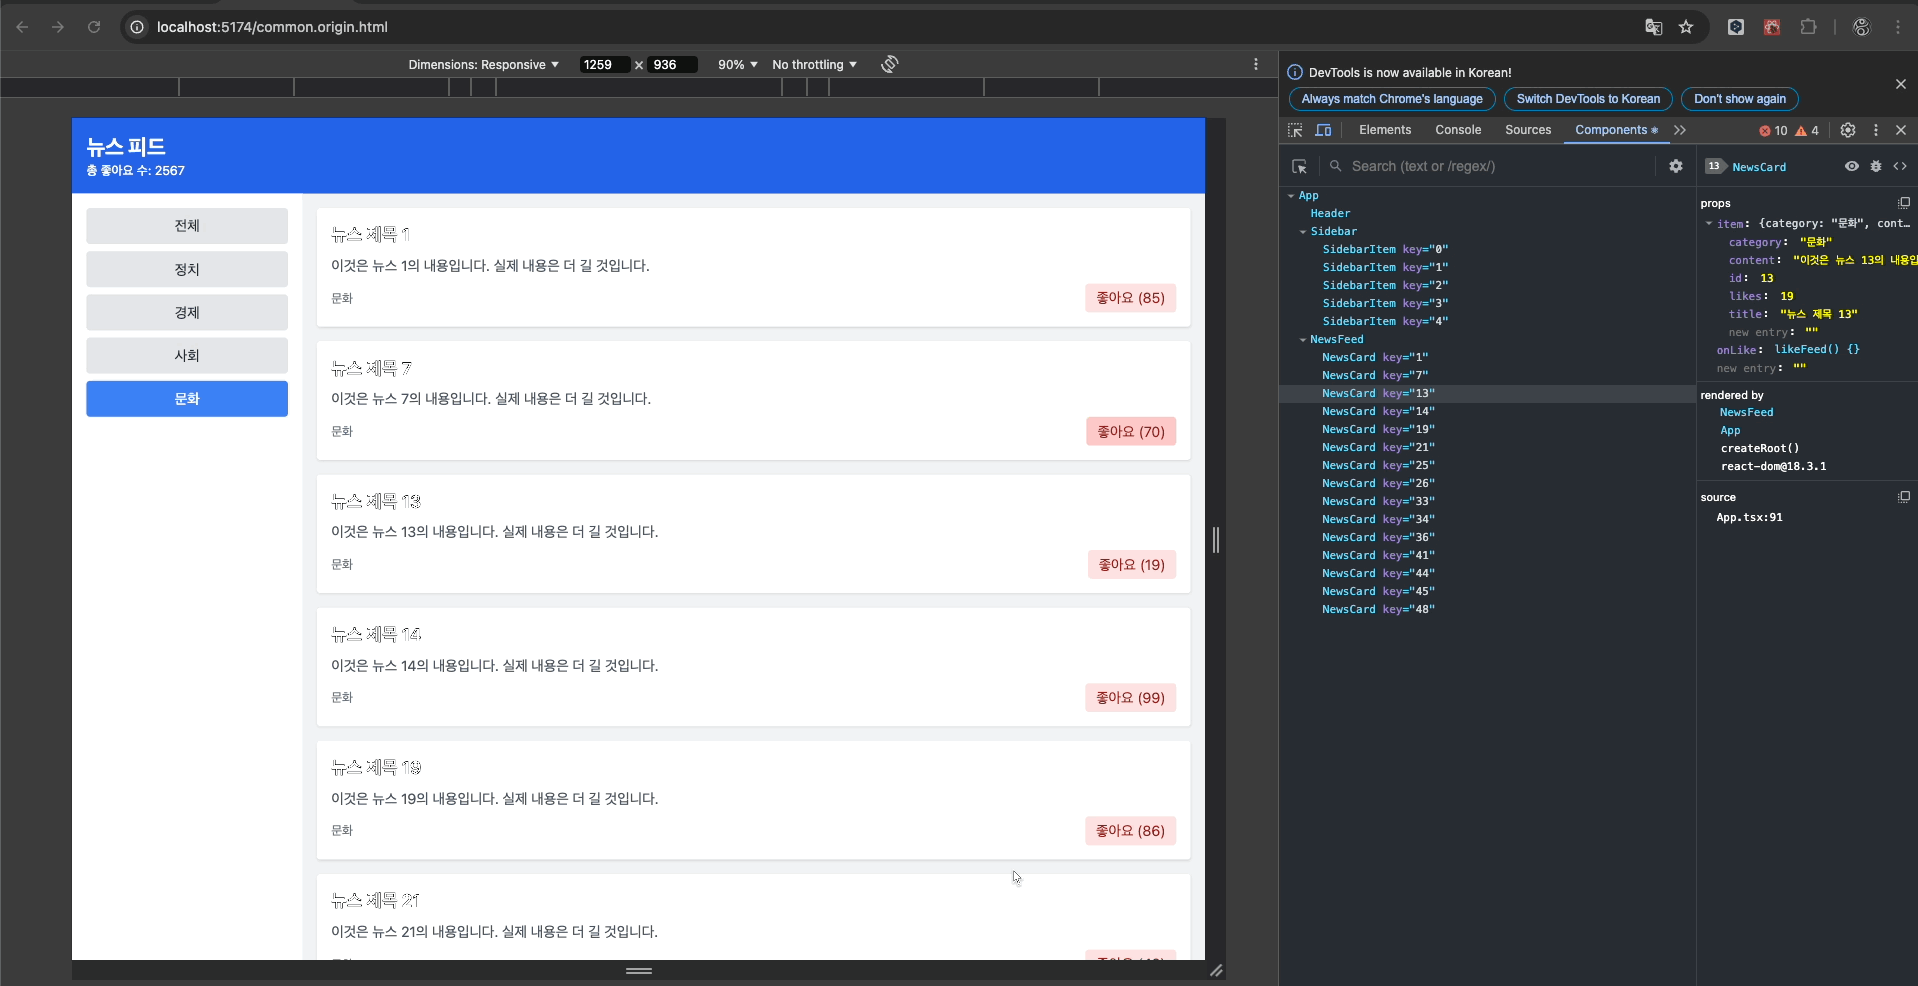 localhost:5174/common.origin.html
Dimensions: Responsive 1259 × 936 90% No throttling
뉴스 피드
총 좋아요 수: 2567
전체
정치
경제
사회
문화
뉴스 제목 1
이것은 뉴스 1의 내용입니다. 실제 내용은 더 길 것입니다.
문화
좋아요 (85)
뉴스 제목 7
이것은 뉴스 7의 내용입니다. 실제 내용은 더 길 것입니다.
문화
좋아요 (70)
뉴스 제목 13
이것은 뉴스 13의 내용입니다. 실제 내용은 더 길 것입니다.
문화
좋아요 (19)
뉴스 제목 14
이것은 뉴스 14의 내용입니다. 실제 내용은 더 길 것입니다.
문화
좋아요 (99)
뉴스 제목 19
이것은 뉴스 19의 내용입니다. 실제 내용은 더 길 것입니다.
문화
좋아요 (86)
뉴스 제목 21
이것은 뉴스 21의 내용입니다. 실제 내용은 더 길 것입니다.
DevTools is now available in Korean!
Always match Chrome's language
Switch DevTools to Korean
Don't show again
Elements Console Sources Components 10 4
Search (text or /regex/)
App
Header
Sidebar
SidebarItem key="0"
SidebarItem key="1"
SidebarItem key="2"
SidebarItem key="3"
SidebarItem key="4"
NewsFeed
NewsCard key="1"
NewsCard key="7"
NewsCard key="13"
NewsCard key="14"
NewsCard key="19"
NewsCard key="21"
NewsCard key="25"
NewsCard key="26"
NewsCard key="33"
NewsCard key="34"
NewsCard key="36"
NewsCard key="41"
NewsCard key="44"
NewsCard key="45"
NewsCard key="48"
13 NewsCard
props
item: {category: "문화", cont…
category: "문화"
content: "이것은 뉴스 13의 내용입
id: 13
likes: 19
title: "뉴스 제목 13"
new entry: ""
onLike: likeFeed() {}
new entry: ""
rendered by
NewsFeed
App
createRoot()
react-dom@18.3.1
source
App.tsx:91